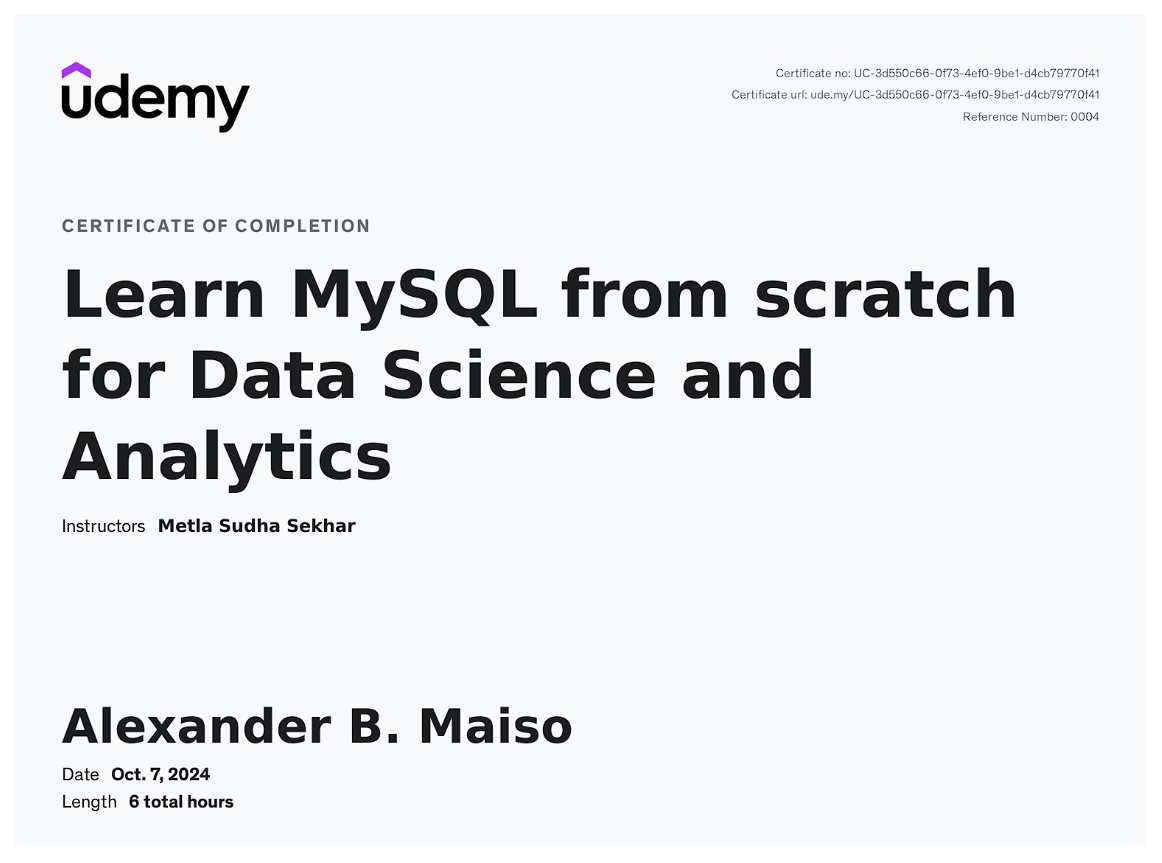 udemy
Certificate no: UC-3d550c66-0f73-4ef0-9be1-d4cb79770f41
Certificate url: ude.my/UC-3d550c66-0f73-4ef0-9be1-d4cb79770f41
Reference Number: 0004
CERTIFICATE OF COMPLETION
Learn MySQL from scratch
for Data Science and
Analytics
Instructors Metla Sudha Sekhar
Alexander B. Maiso
Date Oct. 7, 2024
Length 6 total hours